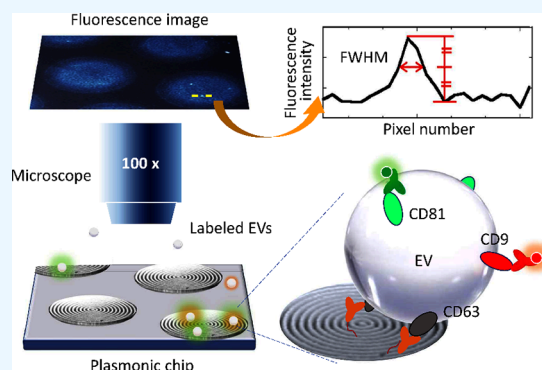 Fluorescence image
Fluorescence
intensity
FWHM
Pixel number
100 x
Microscope
Labeled EVs
Plasmonic chip
CD81
CD9
EV
CD63